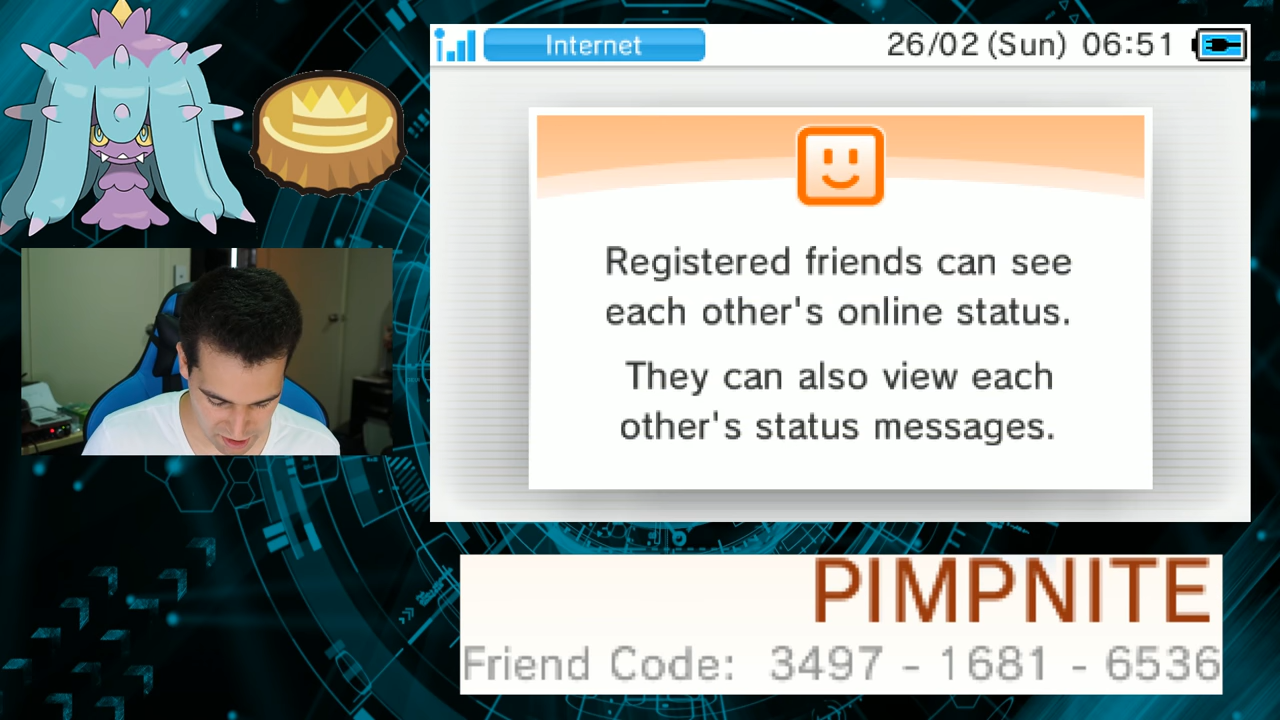 Internet
26/02 (Sun) 06:51
Registered friends can see
each other's online status.
They can also view each
other's status messages.
PIMPNITE
Friend Code: 3497 - 1681 - 6536